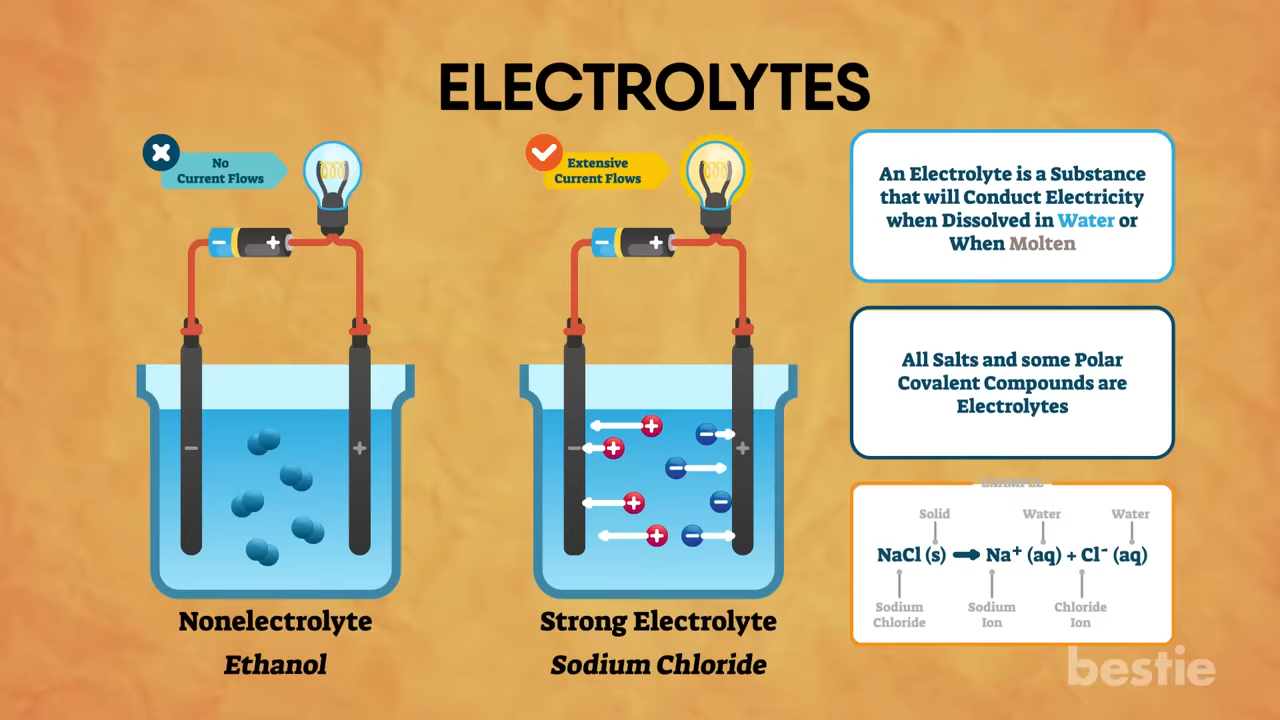 ELECTROLYTES
No
Current Flows
Extensive
Current Flows
−
+
−
+
−
+
−
+
+
+
+
+
−
−
−
−
Nonelectrolyte
Ethanol
Strong Electrolyte
Sodium Chloride
An Electrolyte is a Substance
that will Conduct Electricity
when Dissolved in Water or
When Molten
All Salts and some Polar
Covalent Compounds are
Electrolytes
Solid Water Water
NaCl (s) → Na⁺ (aq) + Cl⁻ (aq)
Sodium
Chloride
Sodium
Ion
Chloride
Ion
bestie